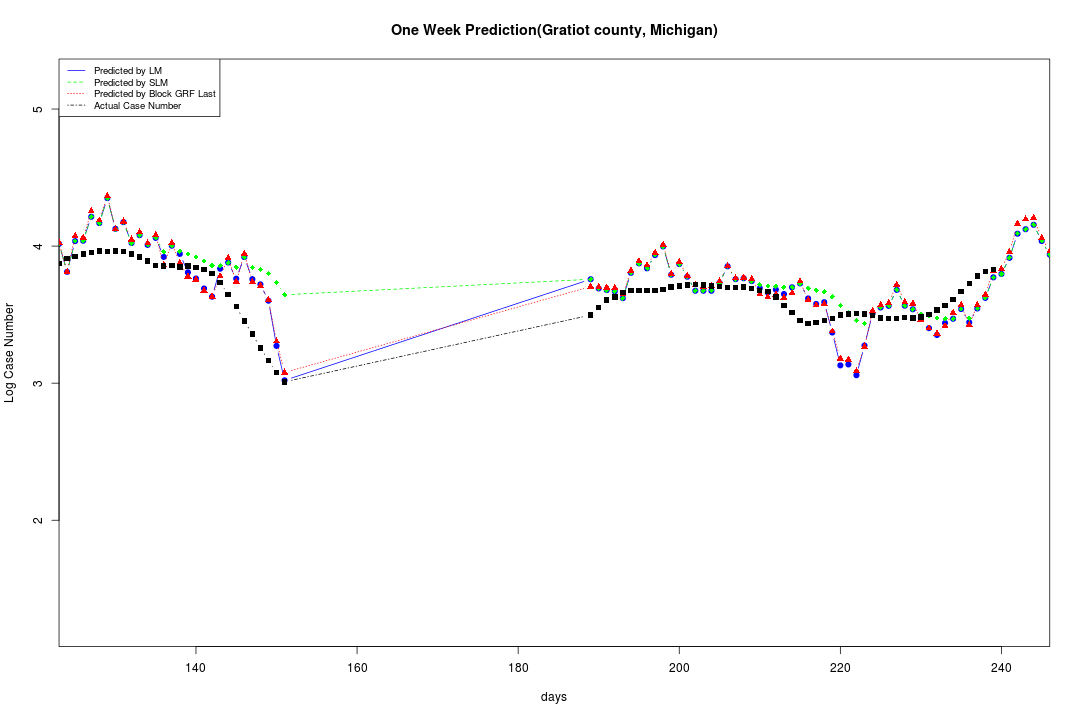 One Week Prediction(Gratiot county, Michigan)
Predicted by LM
Predicted by SLM
Predicted by Block GRF Last
Actual Case Number
5
4
3
2
Log Case Number
140 160 180 200 220 240
days